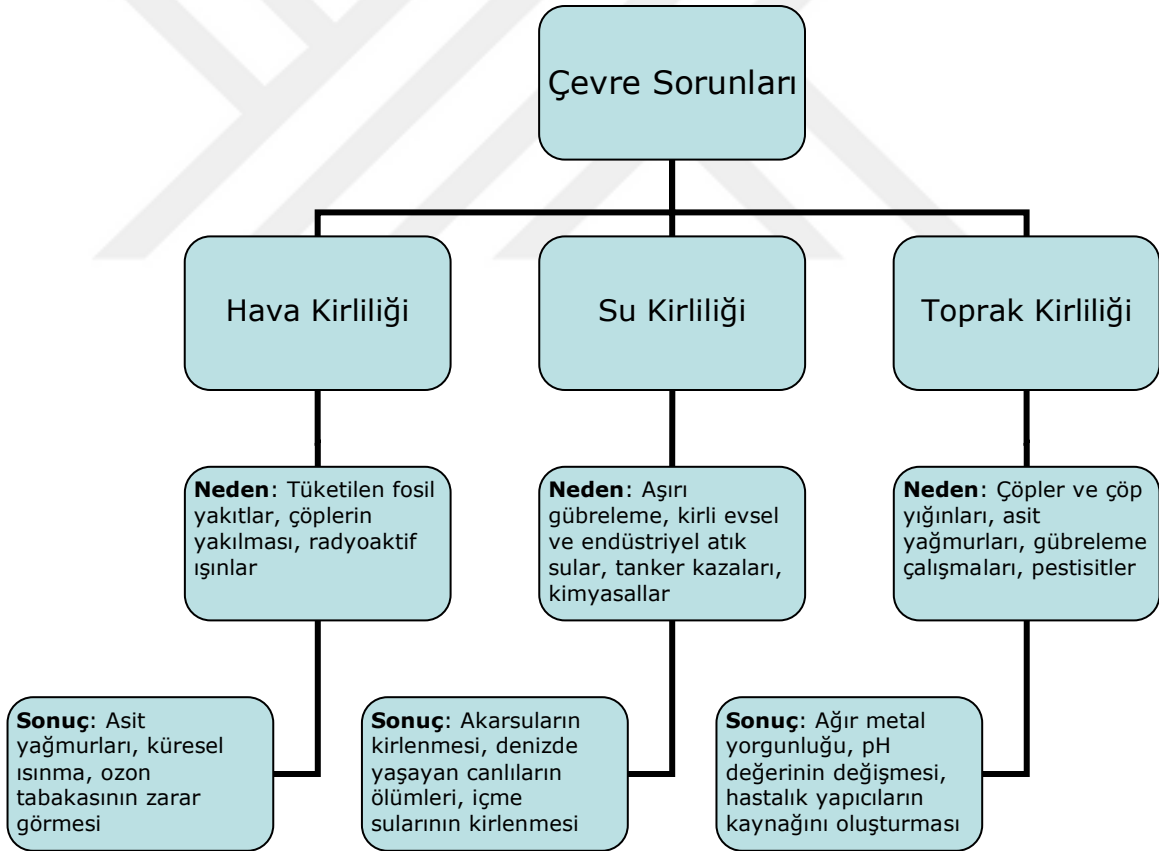 Çevre Sorunları
Hava Kirliliği
Su Kirliliği
Toprak Kirliliği
Neden: Tüketilen fosil
yakıtlar, çöplerin
yakılması, radyoaktif
ışınlar
Neden: Aşırı
gübreleme, kirli evsel
ve endüstriyel atık
sular, tanker kazaları,
kimyasallar
Neden: Çöpler ve çöp
yığınları, asit
yağmurları, gübreleme
çalışmaları, pestisitler
Sonuç: Asit
yağmurları, küresel
ısınma, ozon
tabakasının zarar
görmesi
Sonuç: Akarsuların
kirlenmesi, denizde
yaşayan canlıların
ölümleri, içme
sularının kirlenmesi
Sonuç: Ağır metal
yorgunluğu, pH
değerinin değişmesi,
hastalık yapıcıların
kaynağını oluşturması